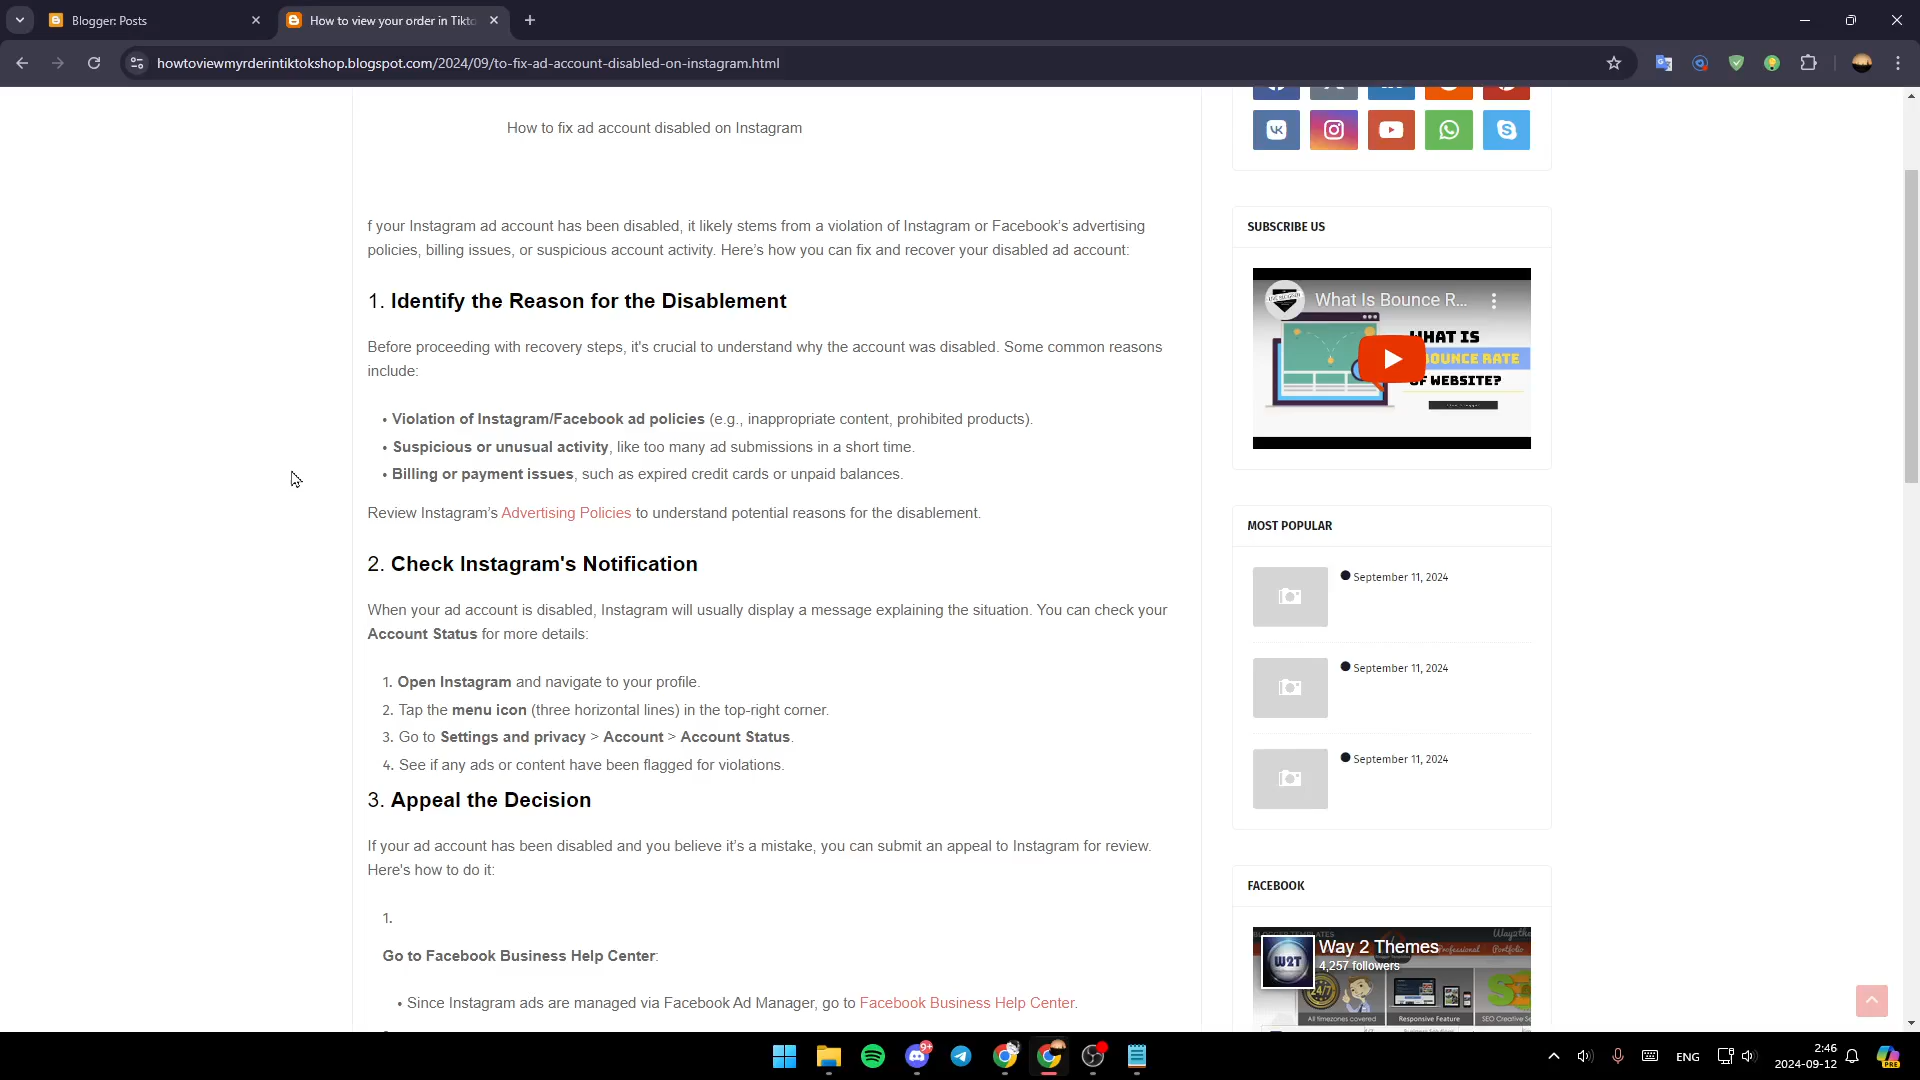 Blogger: Posts
How to view your order in Tikto
howtoviewmyrderintiktokshop.blogspot.com/2024/09/to-fix-ad-account-disabled-on-instagram.html
How to fix ad account disabled on Instagram
f your Instagram ad account has been disabled, it likely stems from a violation of Instagram or Facebook's advertising
policies, billing issues, or suspicious account activity. Here's how you can fix and recover your disabled ad account:
1. Identify the Reason for the Disablement
Before proceeding with recovery steps, it's crucial to understand why the account was disabled. Some common reasons
include:
• Violation of Instagram/Facebook ad policies (e.g., inappropriate content, prohibited products).
• Suspicious or unusual activity, like too many ad submissions in a short time.
• Billing or payment issues, such as expired credit cards or unpaid balances.
Review Instagram's Advertising Policies to understand potential reasons for the disablement.
2. Check Instagram's Notification
When your ad account is disabled, Instagram will usually display a message explaining the situation. You can check your
Account Status for more details:
1. Open Instagram and navigate to your profile.
2. Tap the menu icon (three horizontal lines) in the top-right corner.
3. Go to Settings and privacy > Account > Account Status.
4. See if any ads or content have been flagged for violations.
3. Appeal the Decision
If your ad account has been disabled and you believe it's a mistake, you can submit an appeal to Instagram for review.
Here's how to do it:
1.
Go to Facebook Business Help Center:
• Since Instagram ads are managed via Facebook Ad Manager, go to Facebook Business Help Center.
SUBSCRIBE US
What Is Bounce R...
WHAT IS
BOUNCE RATE
OF WEBSITE?
MOST POPULAR
September 11, 2024
September 11, 2024
September 11, 2024
FACEBOOK
Way 2 Themes
4,257 followers
W2T
24/7
All timezones covered
Responsive Feature
SEO Creative Se
9+
ENG
2:46
2024-09-12
PRE